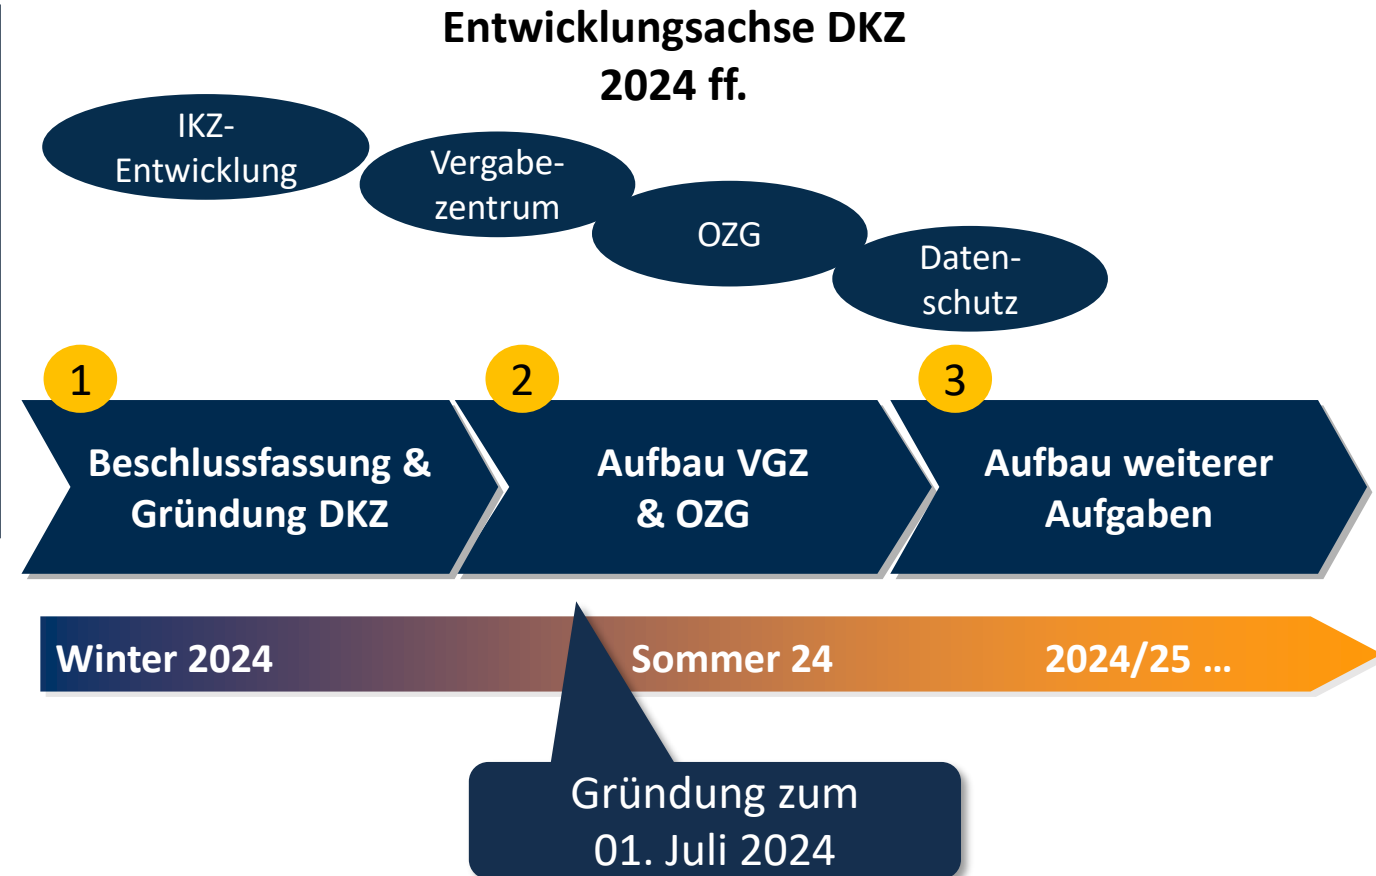 Entwicklungsachse DKZ
2024 ff.
IKZ-
Entwicklung
Vergabe-
zentrum
OZG
Daten-
schutz
1
Beschlussfassung &
Gründung DKZ
2
Aufbau VGZ
& OZG
3
Aufbau weiterer
Aufgaben
Winter 2024
Sommer 24
2024/25 ...
Gründung zum
01. Juli 2024